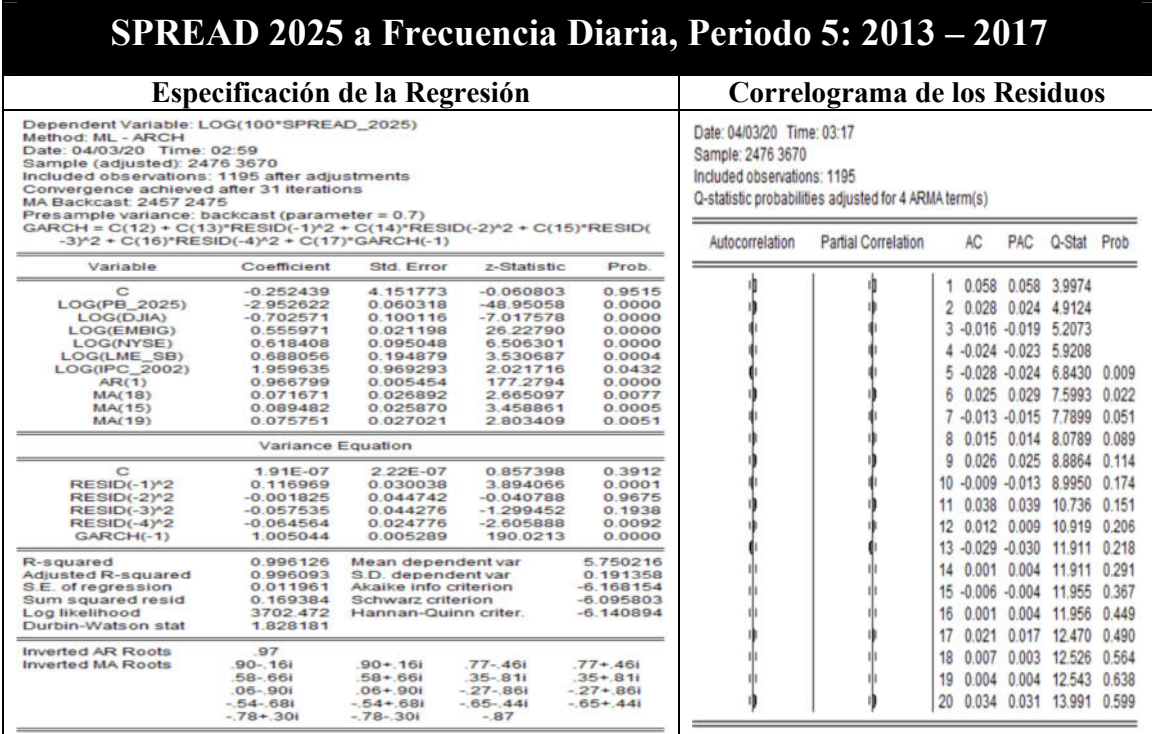 SPREAD 2025 a Frecuencia Diaria, Periodo 5: 2013 – 2017
Especificación de la Regresión
Dependent Variable: LOG(100*SPREAD_2025)
Method: ML - ARCH
Date: 04/03/20 Time: 02:59
Sample (adjusted): 2476 3670
Included observations: 1195 after adjustments
Convergence achieved after 31 iterations
MA Backcast: 2457 2475
Presample variance: backcast (parameter = 0.7)
GARCH = C(12) + C(13)*RESID(-1)^2 + C(14)*RESID(-2)^2 + C(15)*RESID(
-3)^2 + C(16)*RESID(-4)^2 + C(17)*GARCH(-1)
Variable Coefficient Std. Error z-Statistic Prob.
C -0.252439 4.151773 -0.060803 0.9515
LOG(PB_2025) -2.952622 0.060318 -48.95058 0.0000
LOG(DJIA) -0.702571 0.100116 -7.017578 0.0000
LOG(EMBIG) 0.555971 0.021198 26.22790 0.0000
LOG(NYSE) 0.618408 0.095048 6.506301 0.0000
LOG(LME_SB) 0.688056 0.194879 3.530687 0.0004
LOG(IPC_2002) 1.959635 0.969293 2.021716 0.0432
AR(1) 0.966799 0.005454 177.2794 0.0000
MA(18) 0.071671 0.026892 2.665097 0.0077
MA(15) 0.089482 0.025870 3.458861 0.0005
MA(19) 0.075751 0.027021 2.803409 0.0051
Variance Equation
C 1.91E-07 2.22E-07 0.857398 0.3912
RESID(-1)^2 0.116969 0.030038 3.894066 0.0001
RESID(-2)^2 -0.001825 0.044742 -0.040788 0.9675
RESID(-3)^2 -0.057535 0.044276 -1.299452 0.1938
RESID(-4)^2 -0.064564 0.024776 -2.605888 0.0092
GARCH(-1) 1.005044 0.005289 190.0213 0.0000
R-squared 0.996126 Mean dependent var 5.750216
Adjusted R-squared 0.996093 S.D. dependent var 0.191358
S.E. of regression 0.011961 Akaike info criterion -6.168154
Sum squared resid 0.169384 Schwarz criterion -6.095803
Log likelihood 3702.472 Hannan-Quinn criter. -6.140894
Durbin-Watson stat 1.828181
Inverted AR Roots .97
Inverted MA Roots .90-.16i .90+.16i .77-.46i .77+.46i
.58-.66i .58+.66i .35-.81i .35+.81i
.06-.90i .06+.90i -.27-.86i -.27+.86i
-.54-.68i -.54+.68i -.65-.44i -.65+.44i
-.78+.30i -.78-.30i -.87
Correlograma de los Residuos
Date: 04/03/20 Time: 03:17
Sample: 2476 3670
Included observations: 1195
Q-statistic probabilities adjusted for 4 ARMA term(s)
Autocorrelation Partial Correlation AC PAC Q-Stat Prob
1 0.058 0.058 3.9974
2 0.028 0.024 4.9124
3 -0.016 -0.019 5.2073
4 -0.024 -0.023 5.9208
5 -0.028 -0.024 6.8430 0.009
6 0.025 0.029 7.5993 0.022
7 -0.013 -0.015 7.7899 0.051
8 0.015 0.014 8.0789 0.089
9 0.026 0.025 8.8864 0.114
10 -0.009 -0.013 8.9950 0.174
11 0.038 0.039 10.736 0.151
12 0.012 0.009 10.919 0.206
13 -0.029 -0.030 11.911 0.218
14 0.001 0.004 11.911 0.291
15 -0.006 -0.004 11.955 0.367
16 0.001 0.004 11.956 0.449
17 0.021 0.017 12.470 0.490
18 0.007 0.003 12.526 0.564
19 0.004 0.004 12.543 0.638
20 0.034 0.031 13.991 0.599